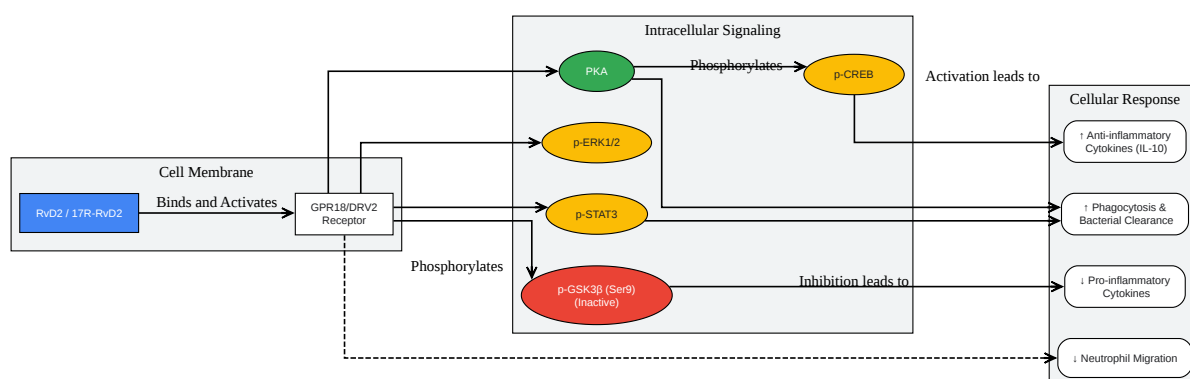 Intracellular Signaling
PKA
Phosphorylates
p-CREB
Activation leads to
Cellular Response
↑ Anti-inflammatory
Cytokines (IL-10)
p-ERK1/2
Cell Membrane
RvD2 / 17R-RvD2
Binds and Activates
GPR18/DRV2
Receptor
p-STAT3
↑ Phagocytosis &
Bacterial Clearance
Phosphorylates
p-GSK3β (Ser9)
(Inactive)
Inhibition leads to
↓ Pro-inflammatory
Cytokines
↓ Neutrophil Migration